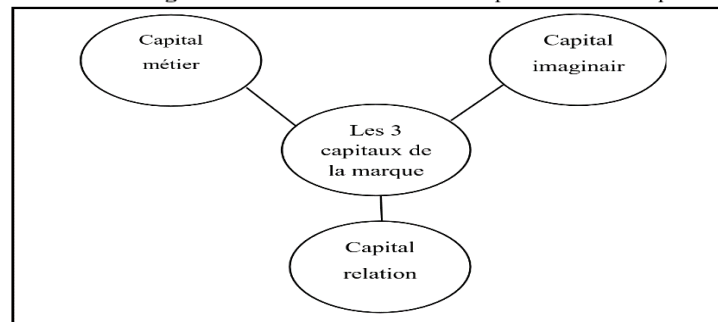 Capital
métier
Capital
imaginair
Les 3
capitaux de
la marque
Capital
relation